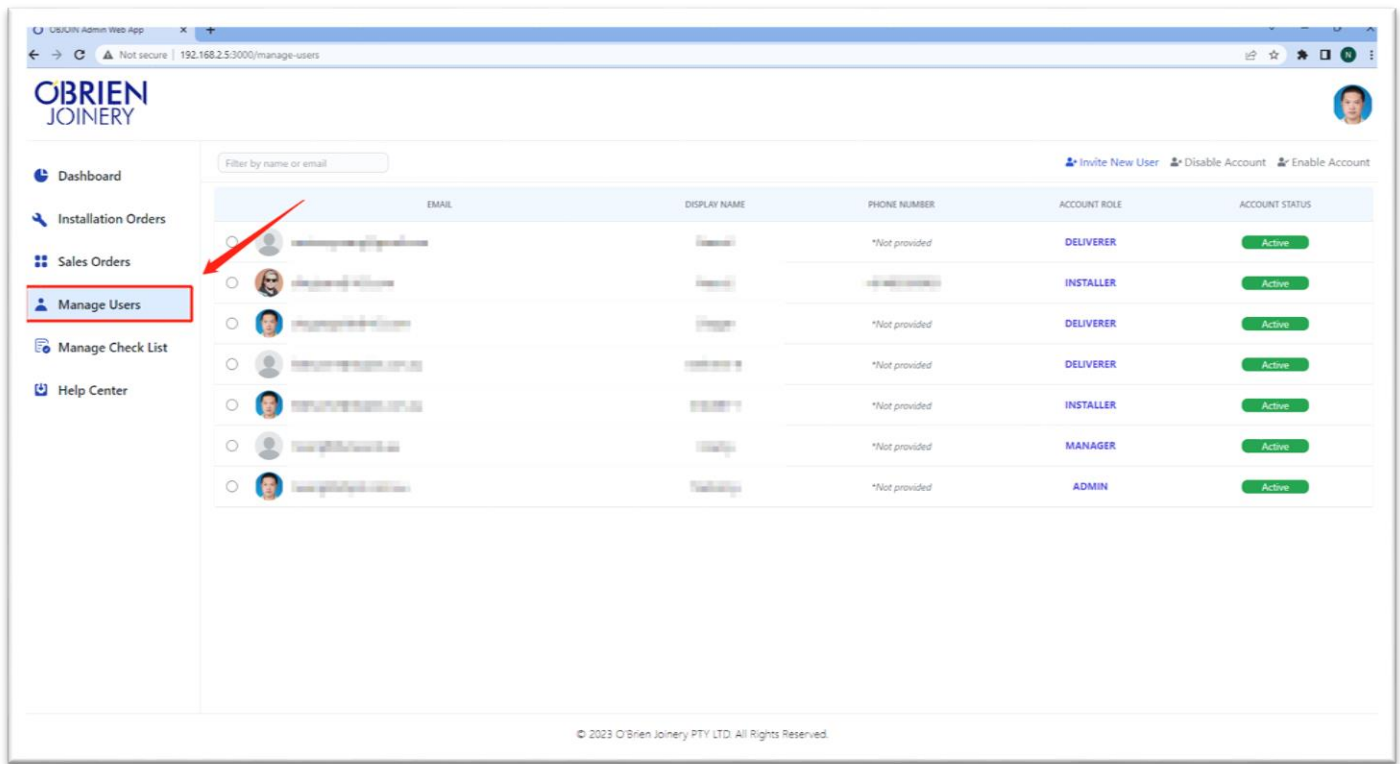 OBJOIN Admin Web App
Not secure 192.168.2.5:3000/manage-users
N
O'BRIEN
JOINERY
Dashboard
Installation Orders
Sales Orders
Manage Users
Manage Check List
Help Center
Filter by name or email
Invite New User Disable Account Enable Account
EMAIL DISPLAY NAME PHONE NUMBER ACCOUNT ROLE ACCOUNT STATUS
*Not provided DELIVERER Active
INSTALLER Active
*Not provided DELIVERER Active
*Not provided DELIVERER Active
*Not provided INSTALLER Active
*Not provided MANAGER Active
*Not provided ADMIN Active
© 2023 O'Brien Joinery PTY LTD. All Rights Reserved.